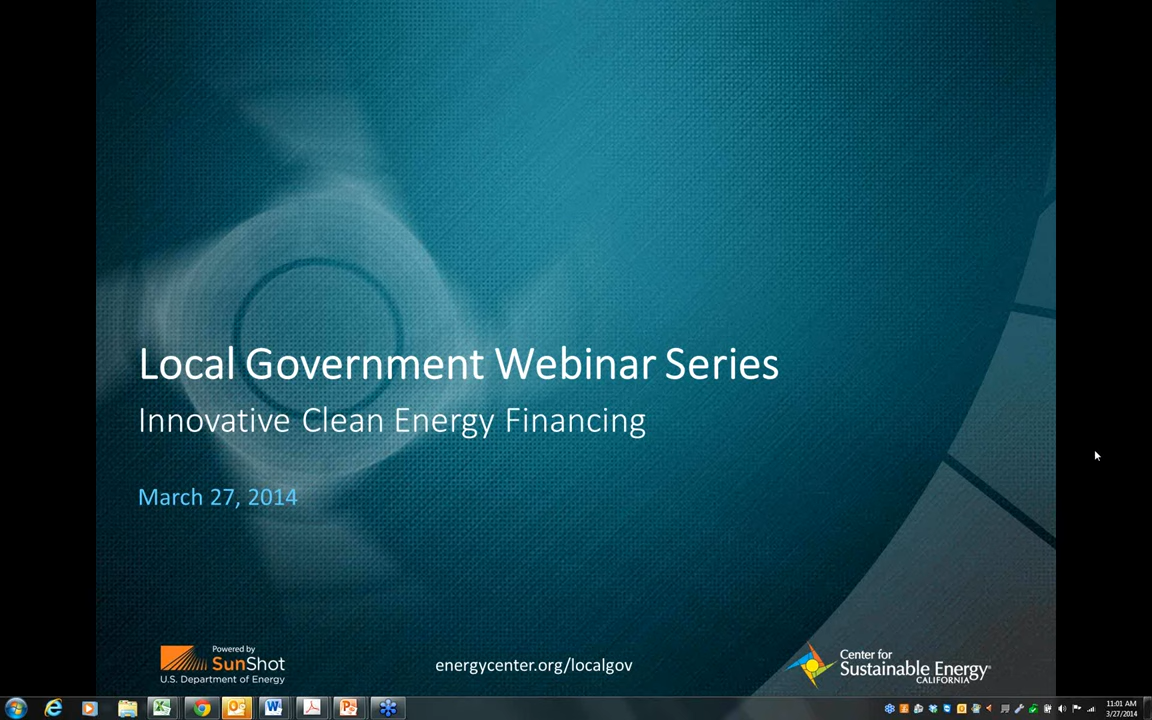 Local Government Webinar Series
Innovative Clean Energy Financing
March 27, 2014
Powered by
SunShot
U.S. Department of Energy
energycenter.org/localgov
Center for
Sustainable Energy
CALIFORNIA
11:01 AM
3/27/2014